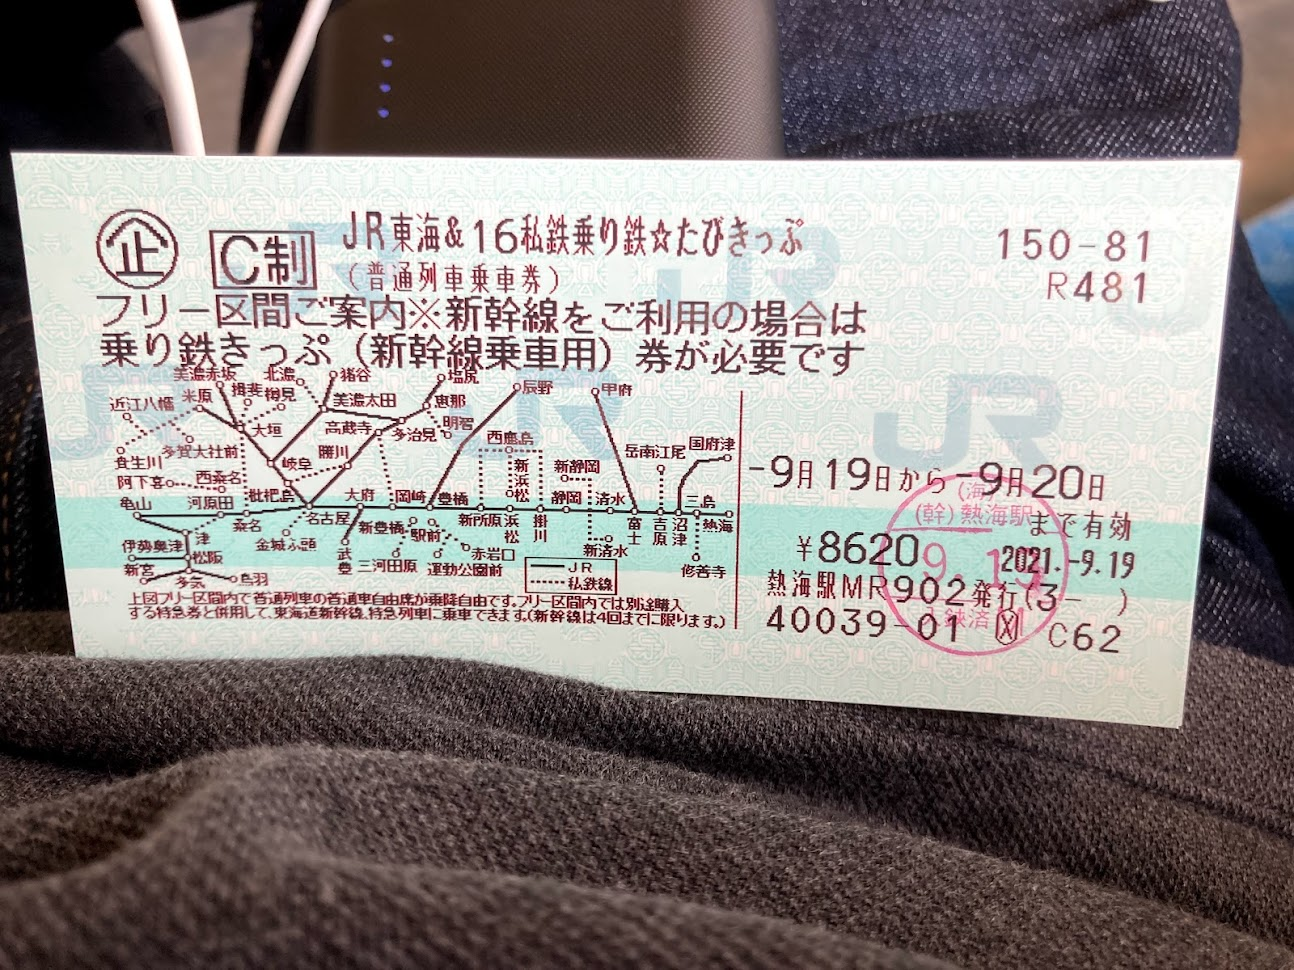 企 C制 JR東海&16私鉄乗り鉄☆たびきっぷ 150-81
(普通列車乗車券) R481
フリー区間ご案内※新幹線をご利用の場合は
乗り鉄きっぷ(新幹線乗車用)券が必要です
美濃赤坂 北濃 猪谷 塩尻 辰野 甲府
米原 揖斐 樽見 美濃太田 恵那
近江八幡 大垣 高蔵寺 多治見 明智 西鹿島 岳南江尾 国府津
貴生川 多賀大社前 岐阜 勝川 新浜松 新静岡
阿下喜 西桑名 静岡 清水 三島
亀山 河原田 枇杷島 大府 岡崎 豊橋
桑名 名古屋 新豊橋 駅前 新所原 浜松 掛川 富士 吉原 沼津 熱海
伊勢奥津 津 松阪 金城ふ頭 武豊 三河田原 運動公園前 赤岩口 新清水 修善寺
新宮 多気 鳥羽
JR
私鉄線
上図フリー区間内で普通列車の普通車自由席が乗降自由です。フリー区間内では別途購入
する特急券と併用して、東海道新幹線、特急列車に乗車できます。(新幹線は4回までに限ります。)
-9月19日から-9月20日
まで有効
¥8620 2021.-9.19
熱海駅MR902発行(3- )
40039-01 X C62
(海)
(幹)熱海駅
9.19
入鉄済
JR JR JR